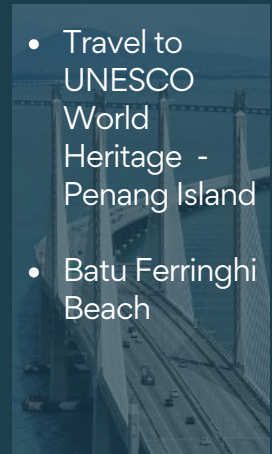 • Travel to
UNESCO
World
Heritage -
Penang Island
• Batu Ferringhi
Beach